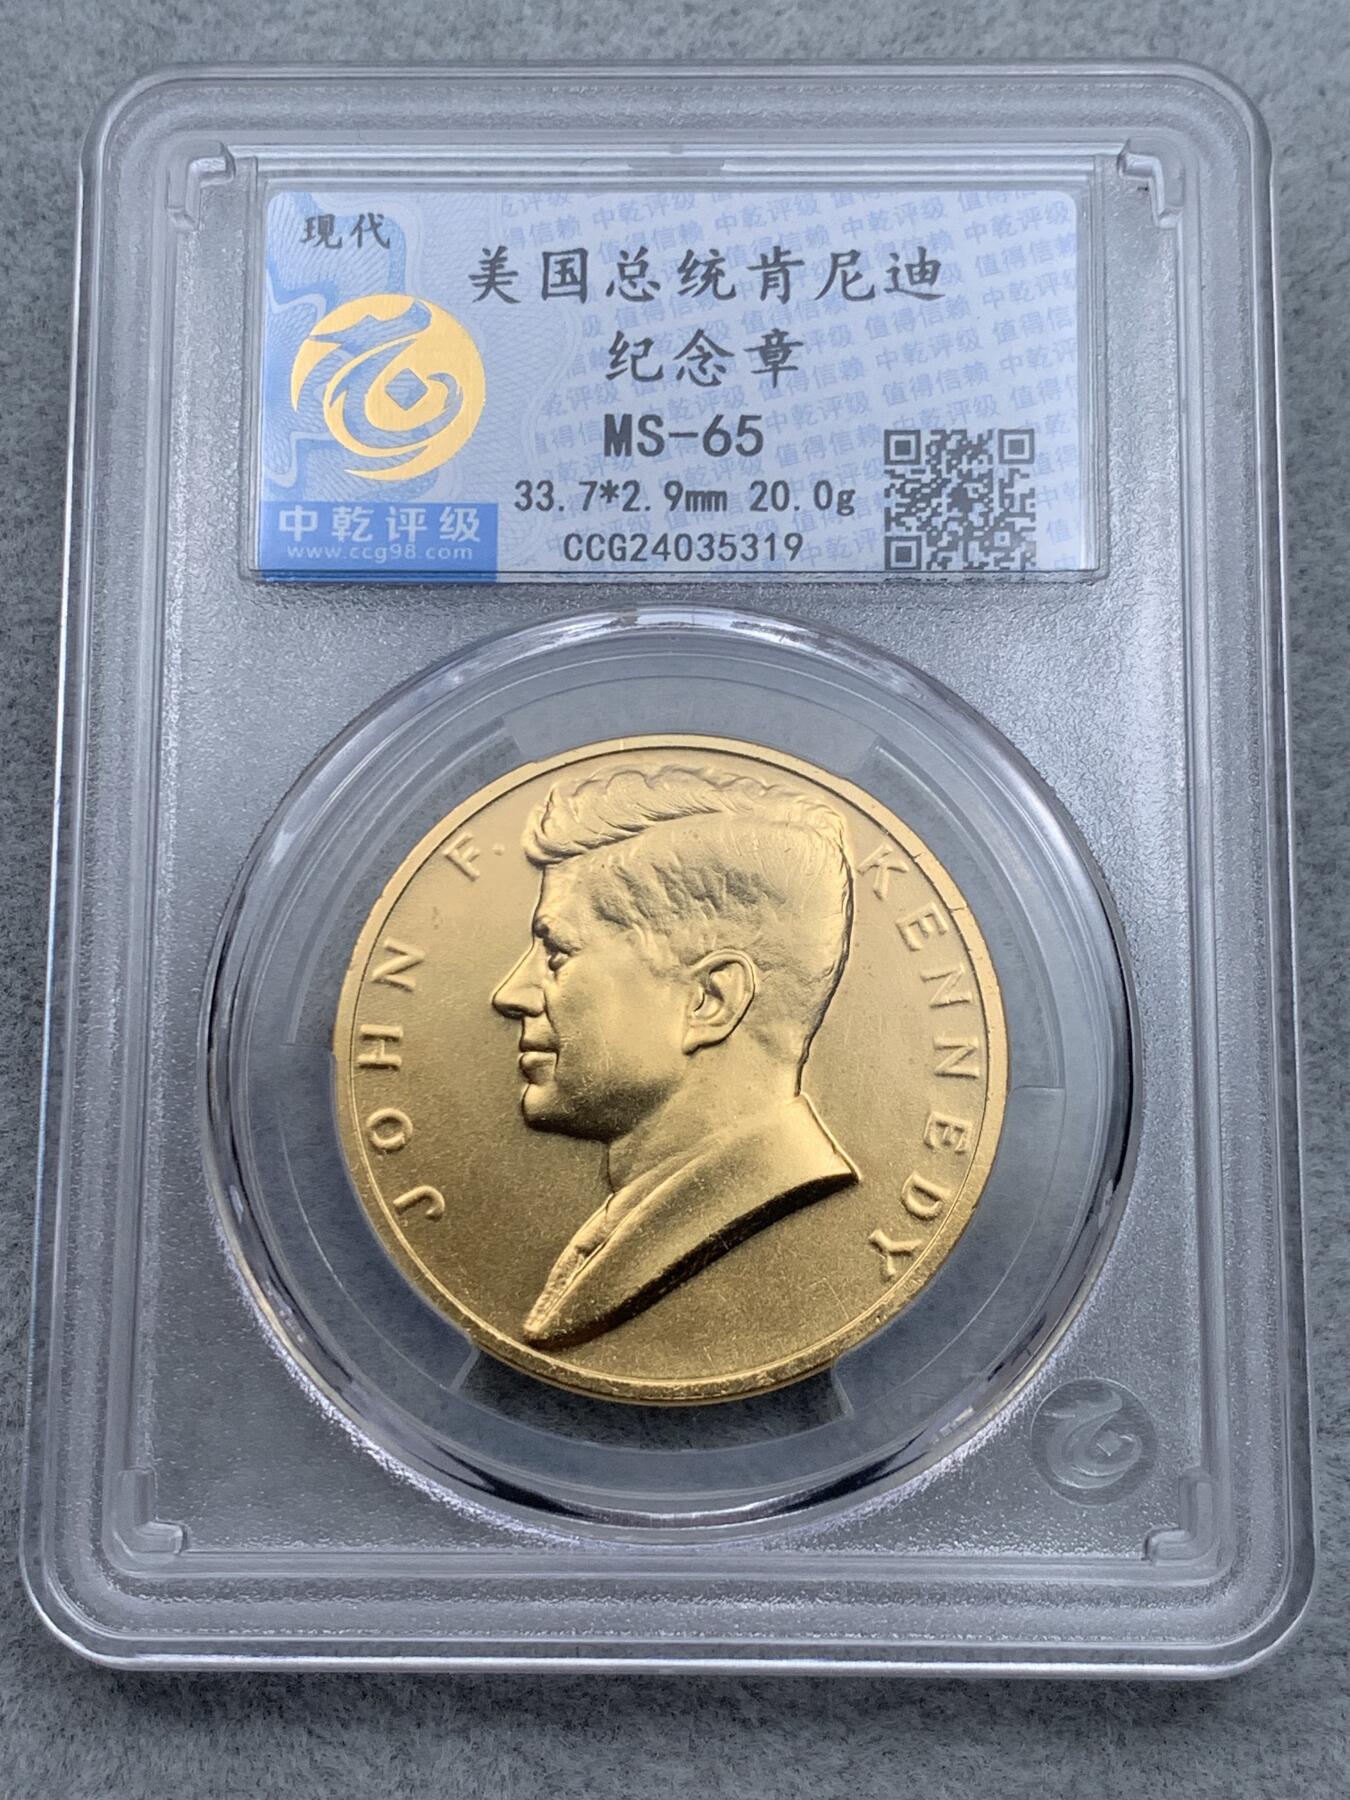 现代
美国总统肯尼迪
纪念章
MS-65
33.7*2.9mm 20.0g
CCG24035319
中乾评级
www.ccg98.com
JOHN F. KENNEDY